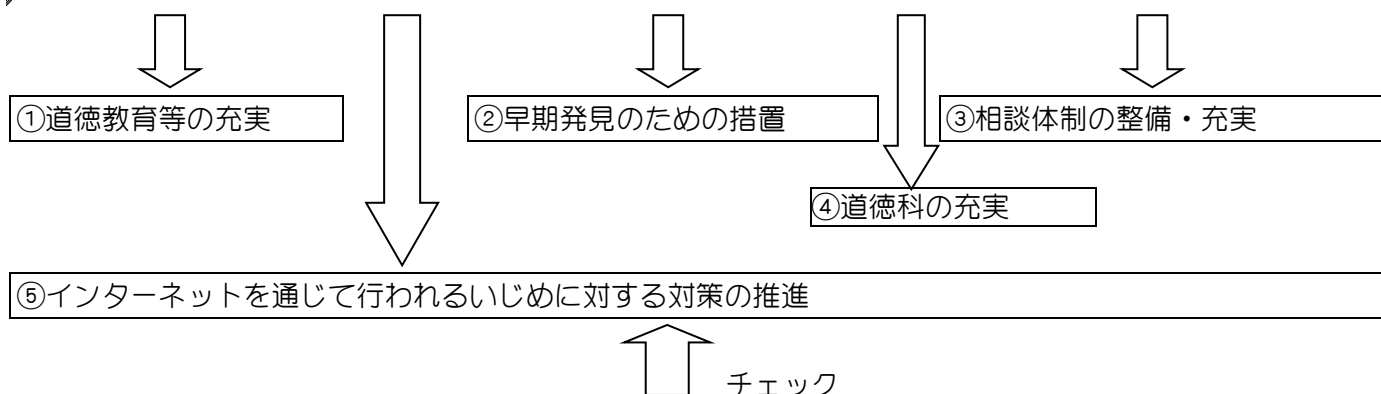 ①道徳教育等の充実
②早期発見のための措置
③相談体制の整備・充実
④道徳科の充実
⑤インターネットを通じて行われるいじめに対する対策の推進
チェック